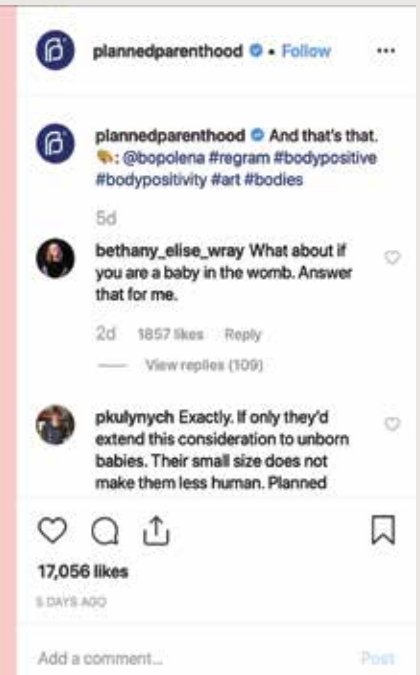 plannedparenthood • Follow ...
plannedparenthood And that's that.
🎨: @bopolena #regram #bodypositive
#bodypositivity #art #bodies
5d
bethany_elise_wray What about if
you are a baby in the womb. Answer
that for me.
2d 1857 likes Reply
View replies (109)
pkulynych Exactly. If only they'd
extend this consideration to unborn
babies. Their small size does not
make them less human. Planned
17,056 likes
5 DAYS AGO
Add a comment... Post